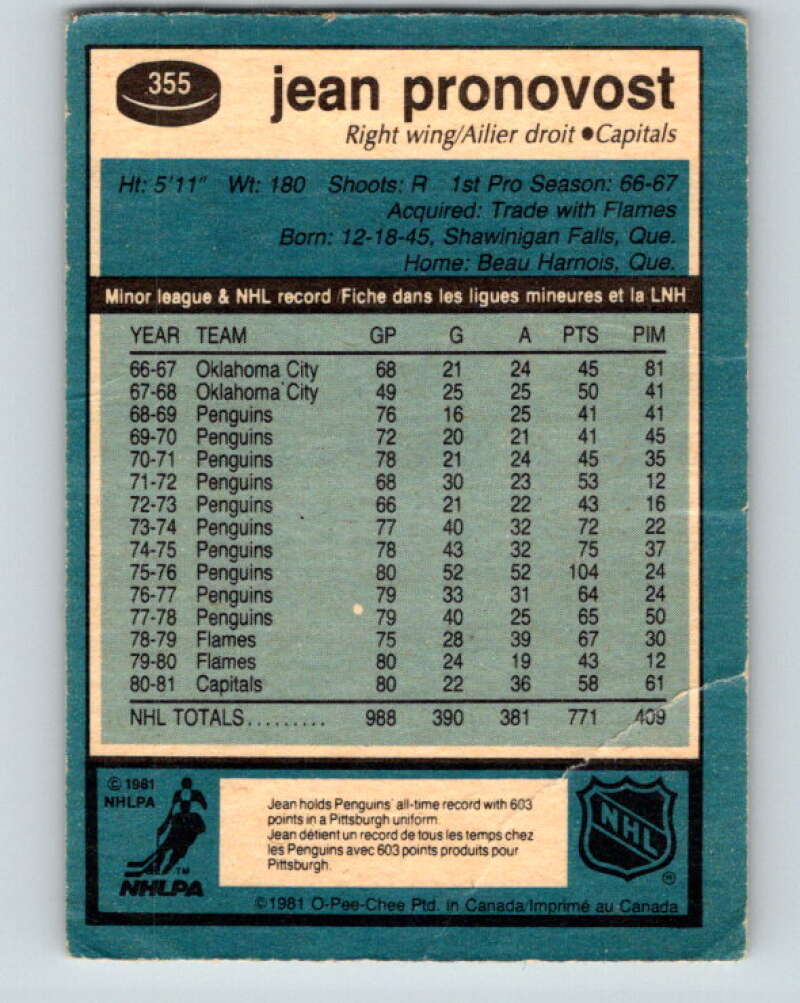 355
jean pronovost
Right wing/Ailier droit ●Capitals
Ht: 5'11" Wt: 180 Shoots: R 1st Pro Season: 66-67
Acquired: Trade with Flames
Born: 12-18-45, Shawinigan Falls, Que.
Home: Beau Harnois, Que.
Minor league & NHL record/Fiche dans les ligues mineures et la LNH
YEAR TEAM GP G A PTS PIM
66-67 Oklahoma City 68 21 24 45 81
67-68 Oklahoma City 49 25 25 50 41
68-69 Penguins 76 16 25 41 41
69-70 Penguins 72 20 21 41 45
70-71 Penguins 78 21 24 45 35
71-72 Penguins 68 30 23 53 12
72-73 Penguins 66 21 22 43 16
73-74 Penguins 77 40 32 72 22
74-75 Penguins 78 43 32 75 37
75-76 Penguins 80 52 52 104 24
76-77 Penguins 79 33 31 64 24
77-78 Penguins 79 40 25 65 50
78-79 Flames 75 28 39 67 30
79-80 Flames 80 24 19 43 12
80-81 Capitals 80 22 36 58 61
NHL TOTALS......... 988 390 381 771 409
© 1981
NHLPA
TM
NHLPA
Jean holds Penguins' all-time record with 603
points in a Pittsburgh uniform.
Jean détient un record de tous les temps chez
les Penguins avec 603 points produits pour
Pittsburgh.
NHL
©1981 O-Pee-Chee Ptd. in Canada/Imprimé au Canada